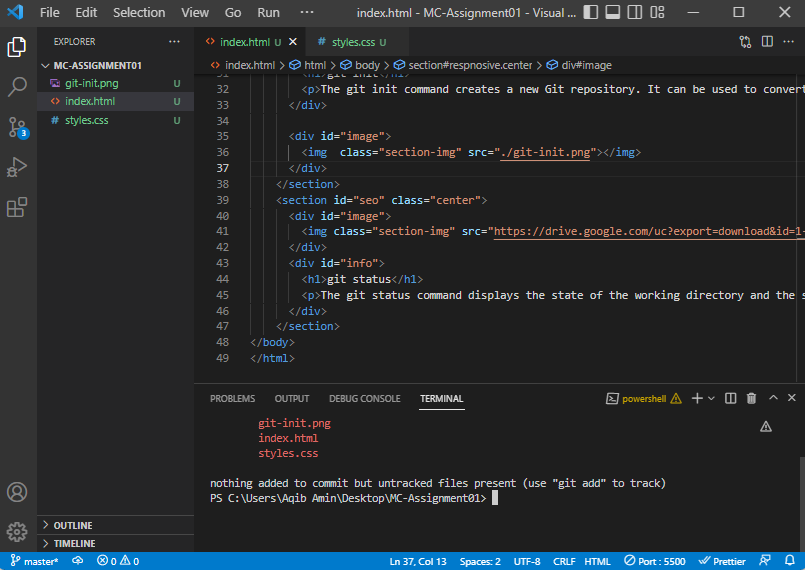 File Edit Selection View Go Run ··· index.html - MC-Assignment01 - Visual ...
EXPLORER ···
MC-ASSIGNMENT01
git-init.png U
index.html U
styles.css U
OUTLINE
TIMELINE
3
index.html U
styles.css U
index.html > html > body > section#respnosive.center > div#image
31 <h1>git init</h1>
32 <p>The git init command creates a new Git repository. It can be used to convert
33 </div>
34
35 <div id="image">
36 <img  class="section-img" src="./git-init.png"></img>
37 </div>
38 </section>
39 <section id="seo" class="center">
40 <div id="image">
41 <img class="section-img" src="https://drive.google.com/uc?export=download&id=1-
42 </div>
43 <div id="info">
44 <h1>git status</h1>
45 <p>The git status command displays the state of the working directory and the s
46 </div>
47 </section>
48 </body>
49 </html>
PROBLEMS OUTPUT DEBUG CONSOLE TERMINAL powershell
git-init.png
index.html
styles.css
nothing added to commit but untracked files present (use "git add" to track)
PS C:\Users\Aqib Amin\Desktop\MC-Assignment01>
master* 0 0 Ln 37, Col 13 Spaces: 2 UTF-8 CRLF HTML Port : 5500 Prettier